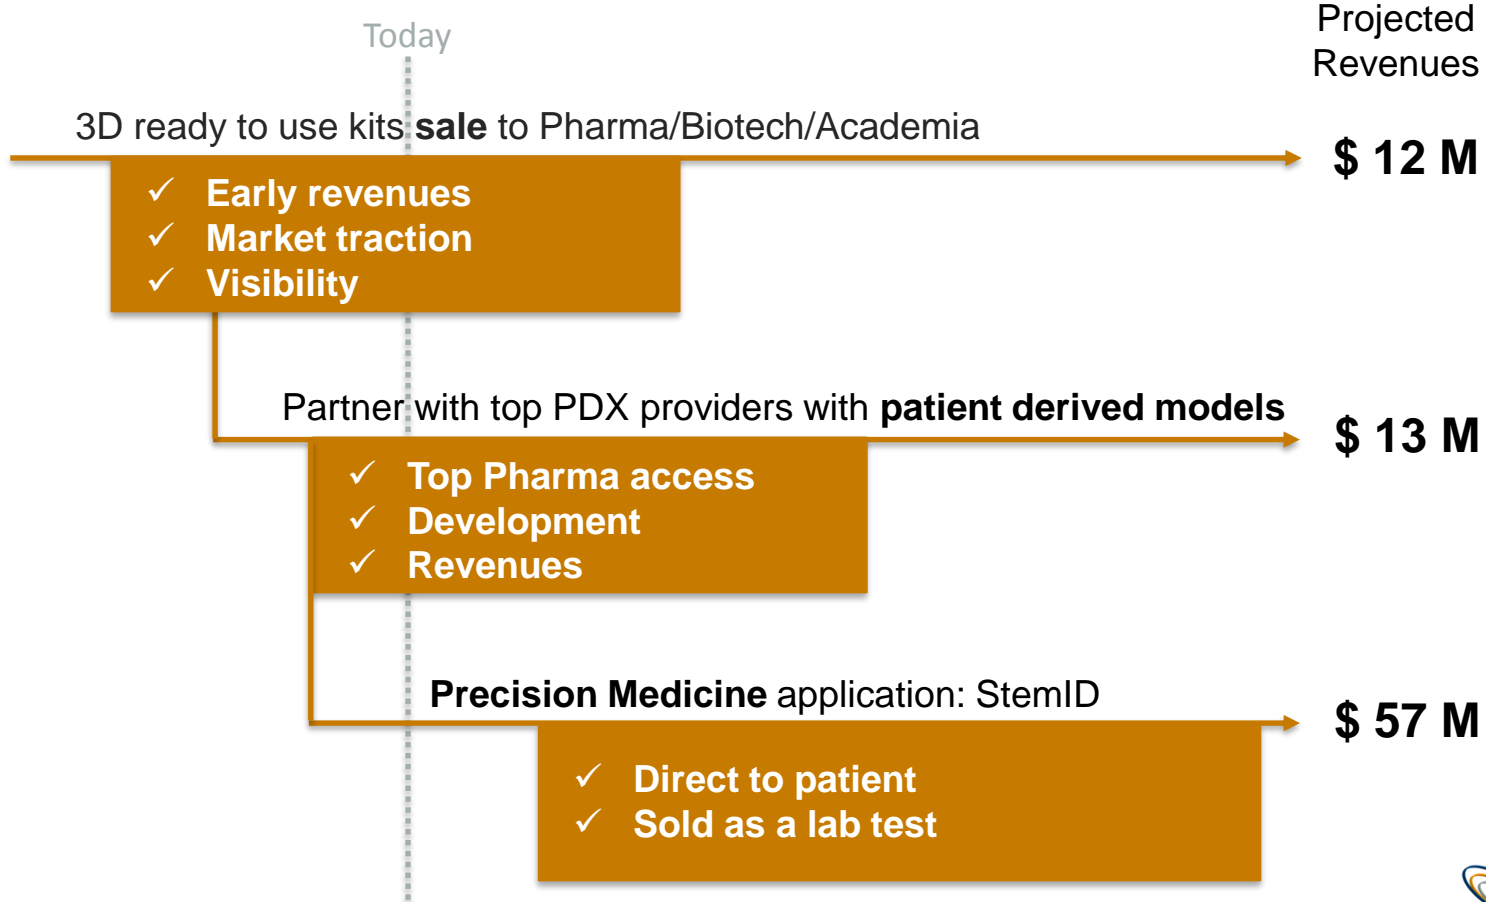 Today
Projected
Revenues
3D ready to use kits sale to Pharma/Biotech/Academia
$ 12 M
✓ Early revenues
✓ Market traction
✓ Visibility
Partner with top PDX providers with patient derived models
$ 13 M
✓ Top Pharma access
✓ Development
✓ Revenues
Precision Medicine application: StemID
$ 57 M
✓ Direct to patient
✓ Sold as a lab test